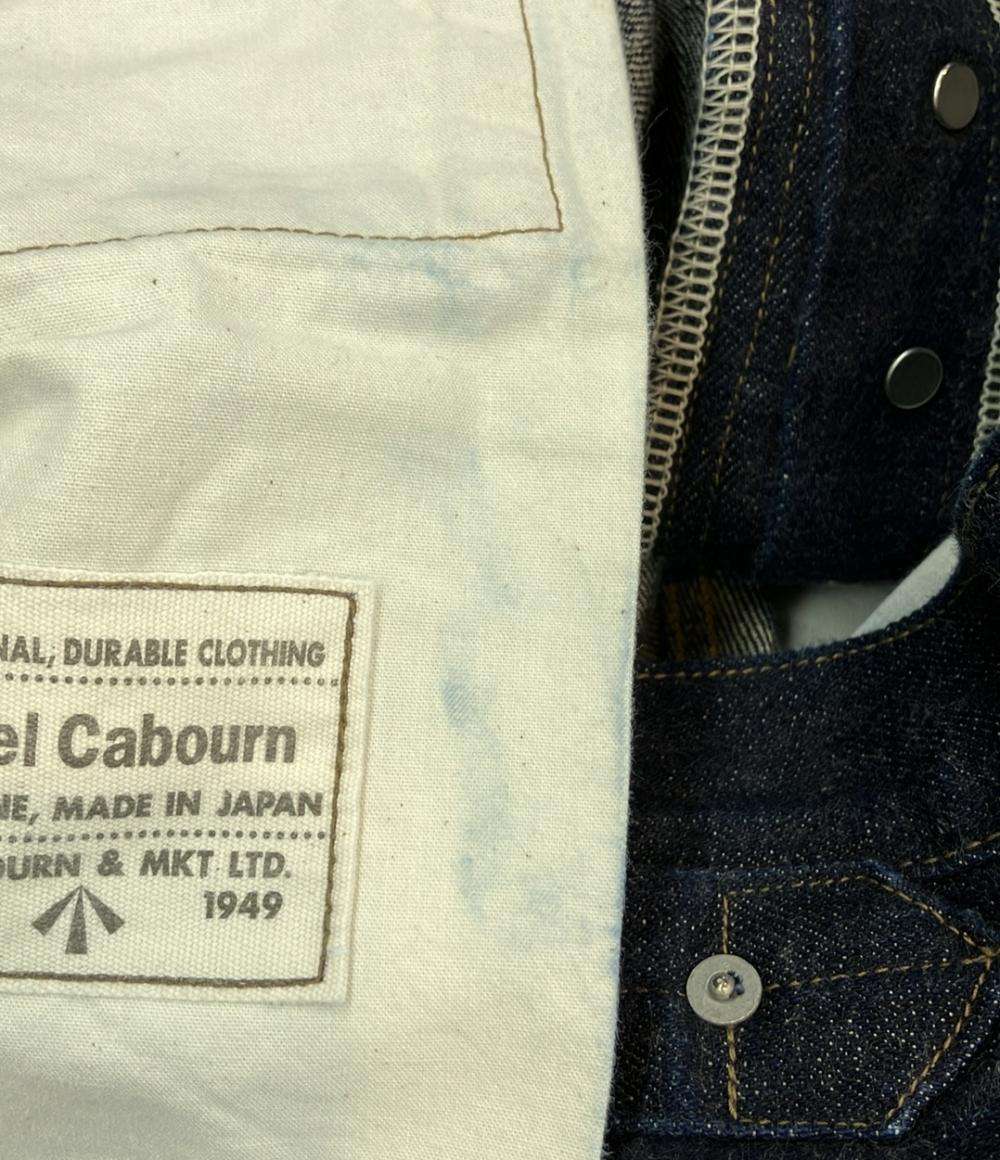 NAL, DURABLE CLOTHING
el Cabourn
NE, MADE IN JAPAN
OURN & MKT LTD.
1949